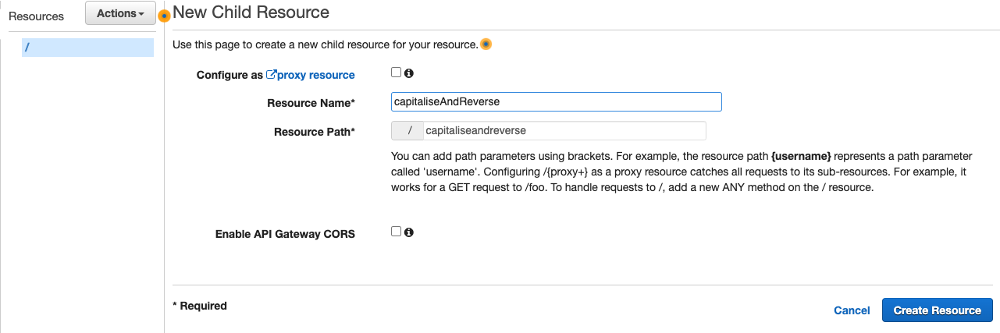 Resources
Actions
/
New Child Resource
Use this page to create a new child resource for your resource.
Configure as proxy resource
Resource Name* capitaliseAndReverse
Resource Path* / capitaliseandreverse
You can add path parameters using brackets. For example, the resource path {username} represents a path parameter
called 'username'. Configuring /{proxy+} as a proxy resource catches all requests to its sub-resources. For example, it
works for a GET request to /foo. To handle requests to /, add a new ANY method on the / resource.
Enable API Gateway CORS
* Required
Cancel Create Resource